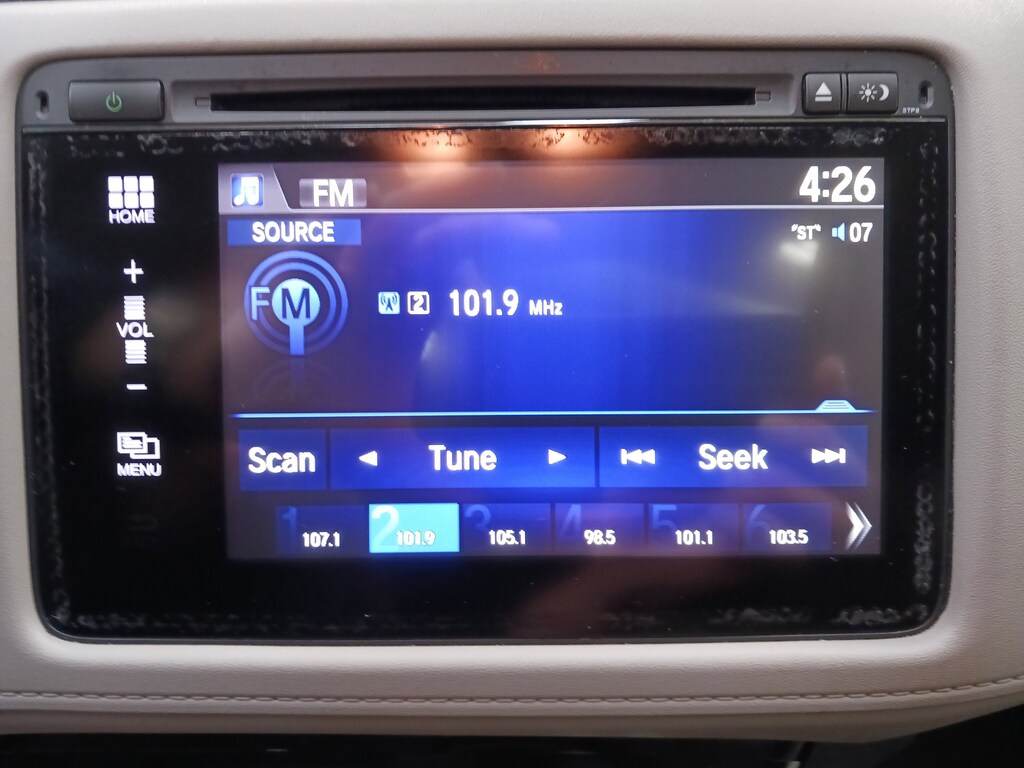 STPS
HOME
+
VOL
−
MENU
FM
4:26
SOURCE
"ST" 07
FM
2 101.9 MHz
Scan Tune Seek
1 107.1
2 101.9
3 105.1
4 98.5
5 101.1
6 103.5